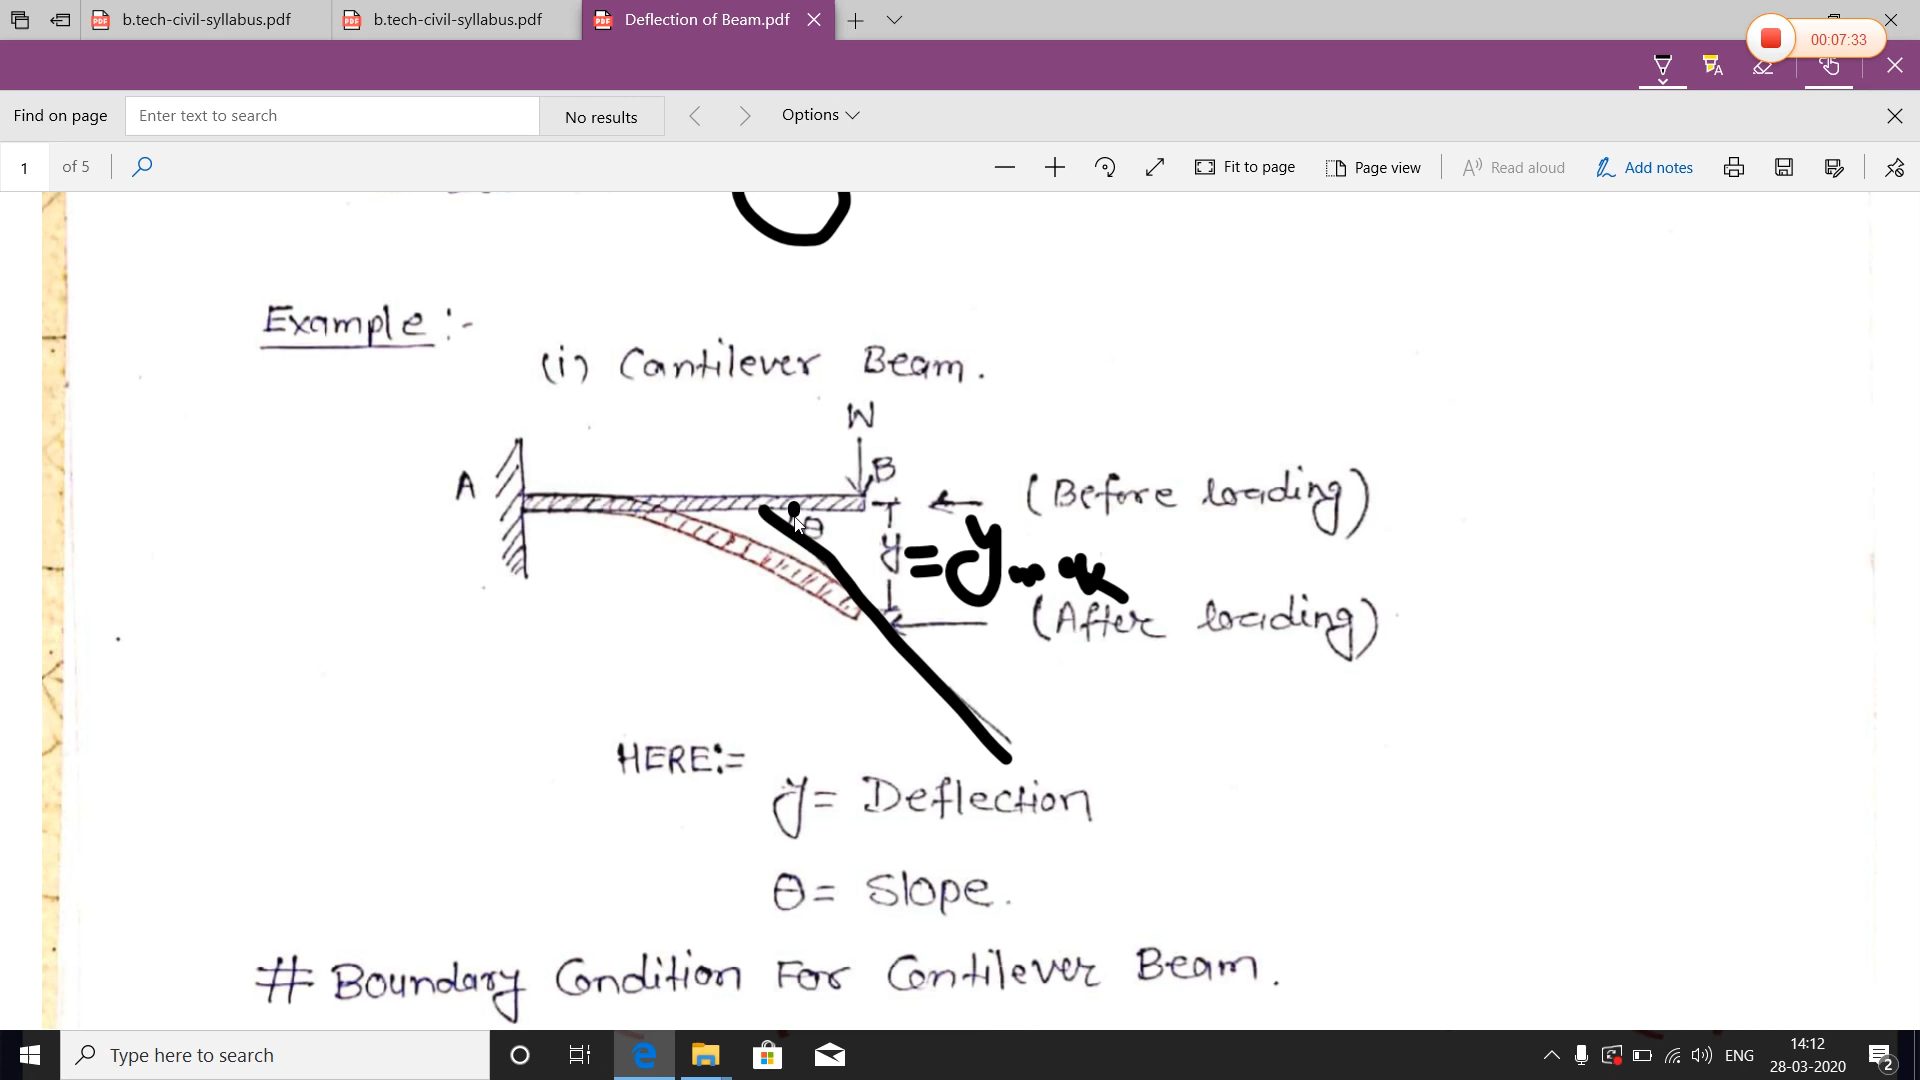 b.tech-civil-syllabus.pdf
b.tech-civil-syllabus.pdf
Deflection of Beam.pdf
00:07:33
Find on page
Enter text to search
No results
Options
1 of 5
Fit to page
Page view
Read aloud
Add notes
Example :-
(i) Cantilever Beam.
W
A
B
(Before loading)
θ
y = y max
(After loading)
HERE:=
y = Deflection
θ = Slope.
# Boundary Condition For Contilever Beam.
Type here to search
ENG
14:12
28-03-2020
2